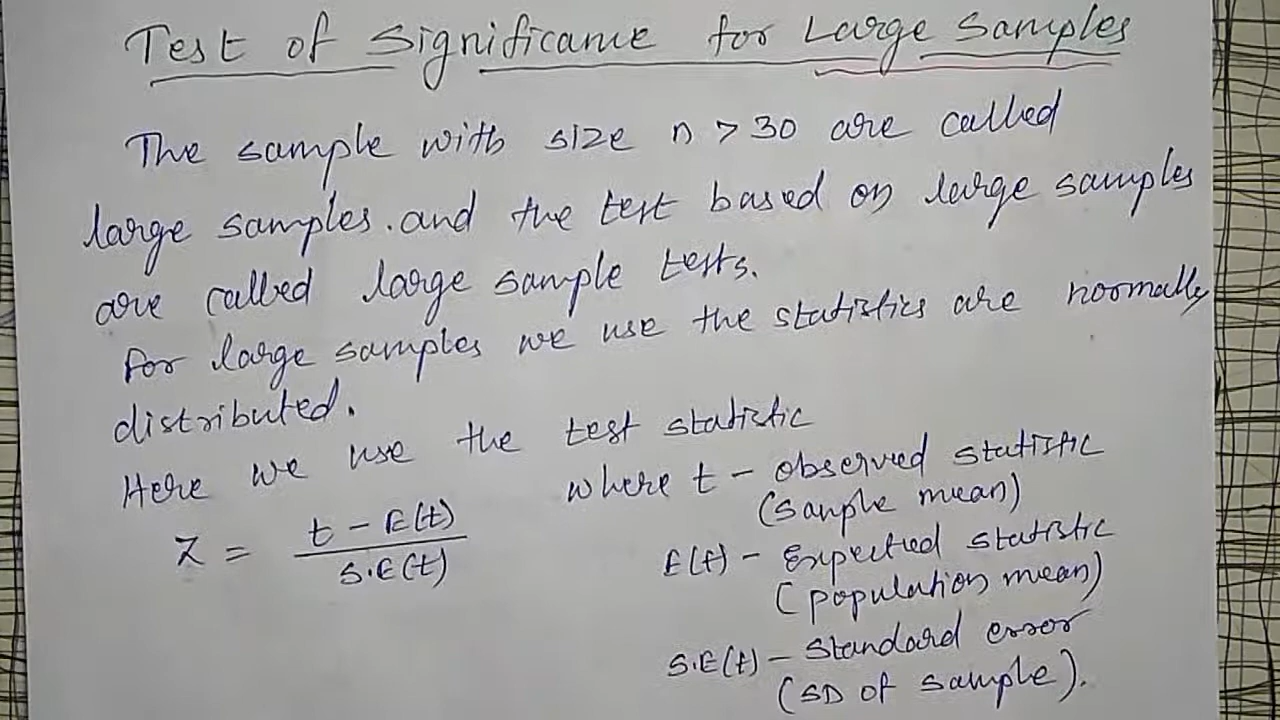 Test of Significance for Large Samples
The sample with size n > 30 are called
large samples. and the test based on large samples
are called large sample tests.
For large samples we use the statistics are normally
distributed.
Here we use the test statistic
Z = t - E(t) / S.E(t)
where t - observed statistic
(sample mean)
E(t) - Expected statistic
(population mean)
S.E(t) - Standard error
(SD of sample).